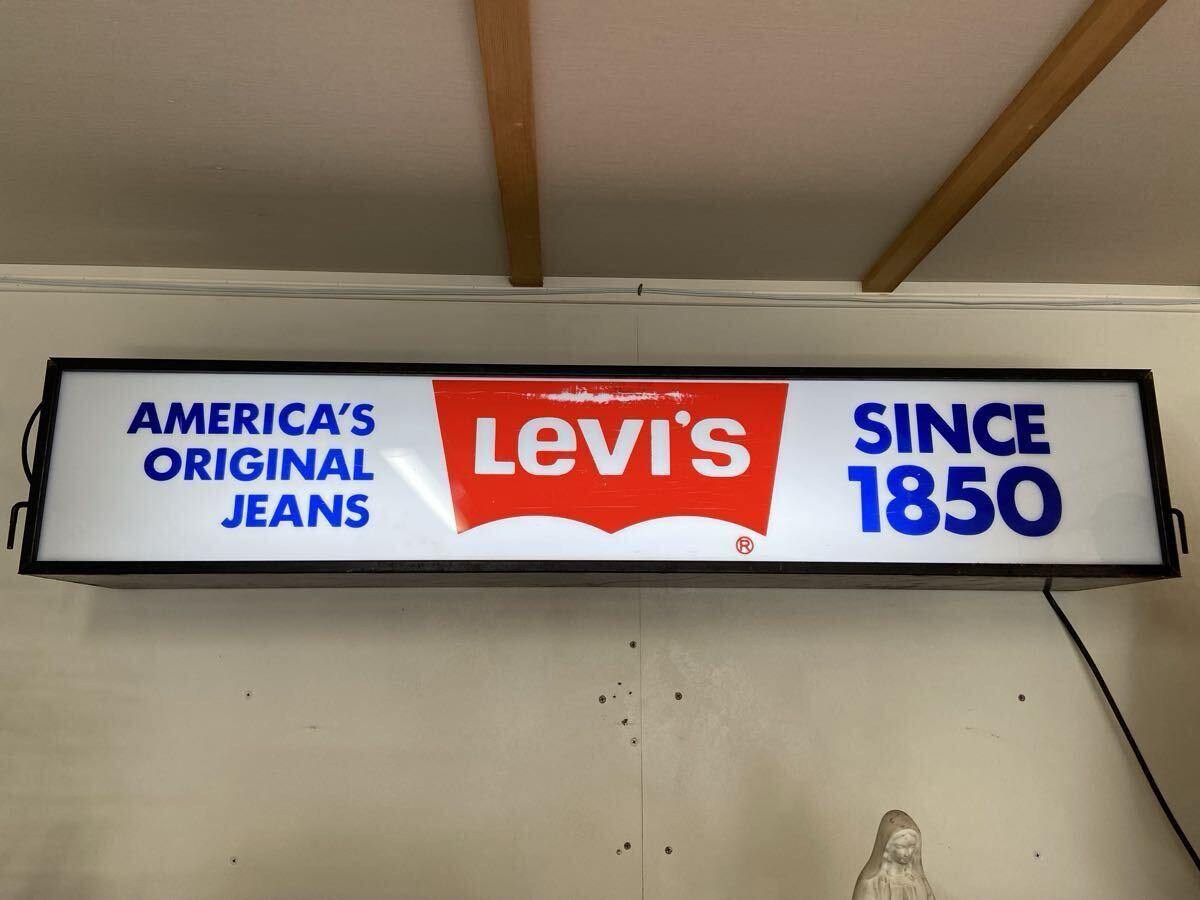 AMERICA'S
ORIGINAL
JEANS
Levi's
®
SINCE
1850